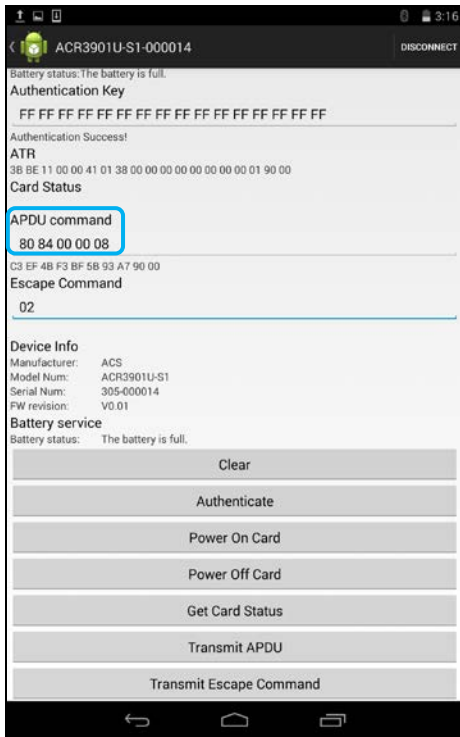 3:16
ACR3901U-S1-000014 DISCONNECT
Battery status:The battery is full.
Authentication Key
FF FF FF FF FF FF FF FF FF FF FF FF FF FF FF FF
Authentication Success!
ATR
3B BE 11 00 00 41 01 38 00 00 00 00 00 00 00 00 00 01 90 00
Card Status
APDU command
80 84 00 00 08
C3 EF 4B F3 BF 5B 93 A7 90 00
Escape Command
02
Device Info
Manufacturer: ACS
Model Num: ACR3901U-S1
Serial Num: 305-000014
FW revision: V0.01
Battery service
Battery status: The battery is full.
Clear
Authenticate
Power On Card
Power Off Card
Get Card Status
Transmit APDU
Transmit Escape Command